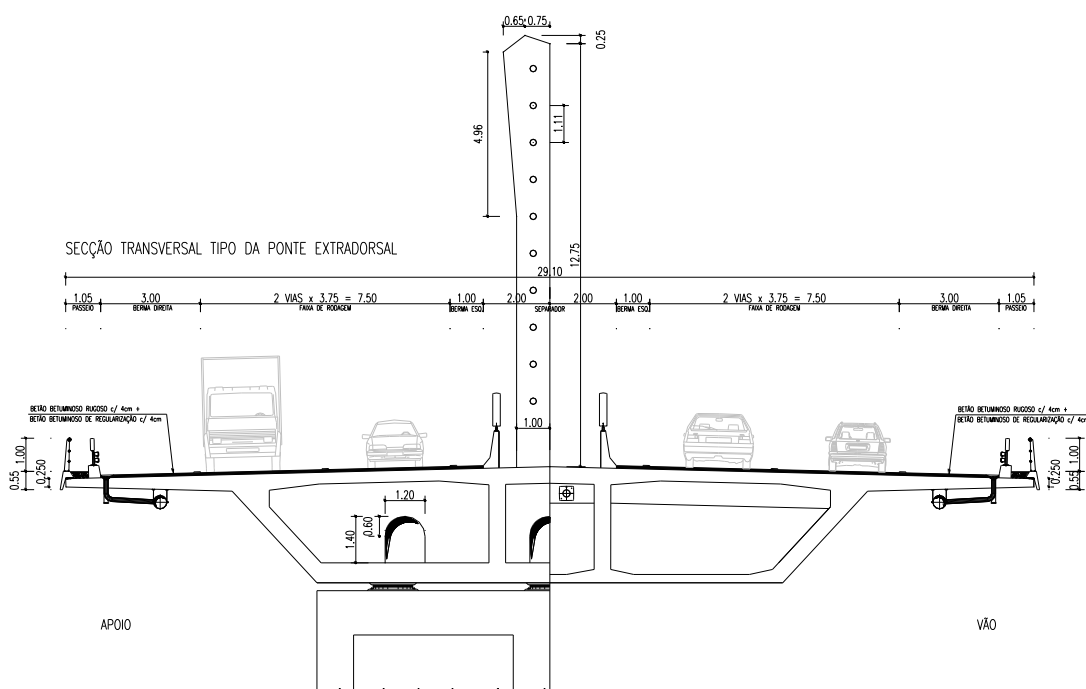 0.65 0.75
0.25
1.11
4.96
12.75
SECÇÃO TRANSVERSAL TIPO DA PONTE EXTRADORSAL
29.10
1.05 3.00 2 VIAS x 3.75 = 7.50 1.00 2.00 2.00 1.00 2 VIAS x 3.75 = 7.50 3.00 1.05
PASSEIO BERMA DIREITA FAIXA DE RODAGEM BERMA ESQ. SEPARADOR BERMA ESQ. FAIXA DE RODAGEM BERMA DIREITA PASSEIO
BETÃO BETUMINOSO RUGOSO c/ 4cm +
BETÃO BETUMINOSO DE REGULARIZAÇÃO c/ 4cm
BETÃO BETUMINOSO RUGOSO c/ 4cm +
BETÃO BETUMINOSO DE REGULARIZAÇÃO c/ 4cm
1.00
1.00
0.55
0.250
1.00
0.250
0.55
1.20
0.60
1.40
APOIO
VÃO